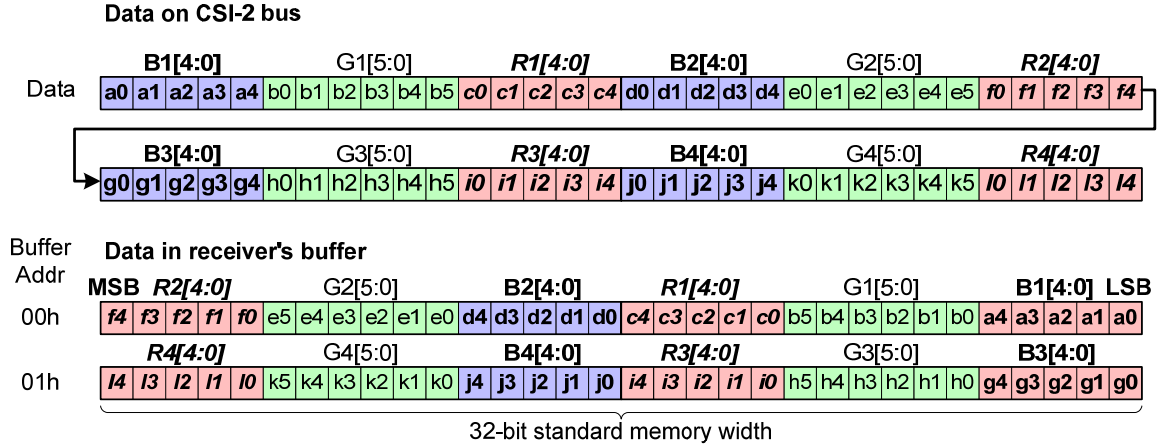 Data on CSI-2 bus
B1[4:0] G1[5:0] R1[4:0] B2[4:0] G2[5:0] R2[4:0]
Data a0 a1 a2 a3 a4 b0 b1 b2 b3 b4 b5 c0 c1 c2 c3 c4 d0 d1 d2 d3 d4 e0 e1 e2 e3 e4 e5 f0 f1 f2 f3 f4
B3[4:0] G3[5:0] R3[4:0] B4[4:0] G4[5:0] R4[4:0]
g0 g1 g2 g3 g4 h0 h1 h2 h3 h4 h5 i0 i1 i2 i3 i4 j0 j1 j2 j3 j4 k0 k1 k2 k3 k4 k5 l0 l1 l2 l3 l4
Buffer Addr
Data in receiver's buffer
MSB R2[4:0] G2[5:0] B2[4:0] R1[4:0] G1[5:0] B1[4:0] LSB
00h f4 f3 f2 f1 f0 e5 e4 e3 e2 e1 e0 d4 d3 d2 d1 d0 c4 c3 c2 c1 c0 b5 b4 b3 b2 b1 b0 a4 a3 a2 a1 a0
R4[4:0] G4[5:0] B4[4:0] R3[4:0] G3[5:0] B3[4:0]
01h l4 l3 l2 l1 l0 k5 k4 k3 k2 k1 k0 j4 j3 j2 j1 j0 i4 i3 i2 i1 i0 h5 h4 h3 h2 h1 h0 g4 g3 g2 g1 g0
32-bit standard memory width